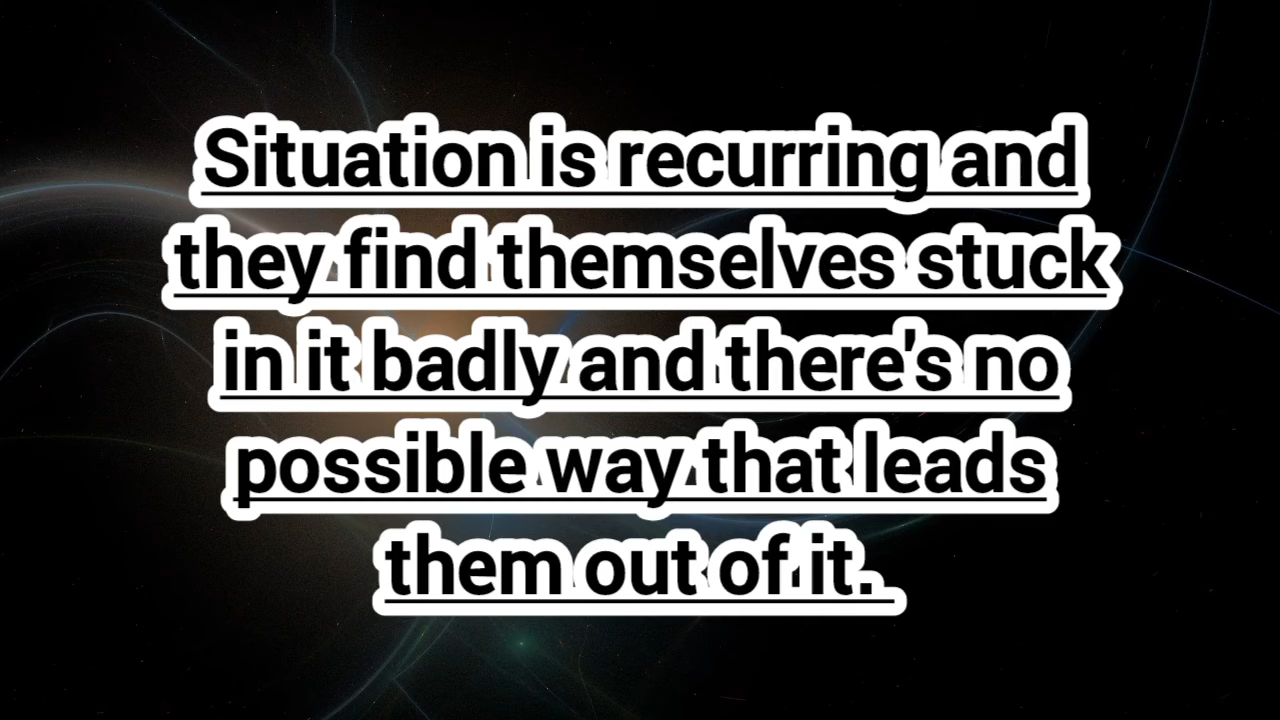 Situation is recurring and
they find themselves stuck
in it badly and there's no
possible way that leads
them out of it.